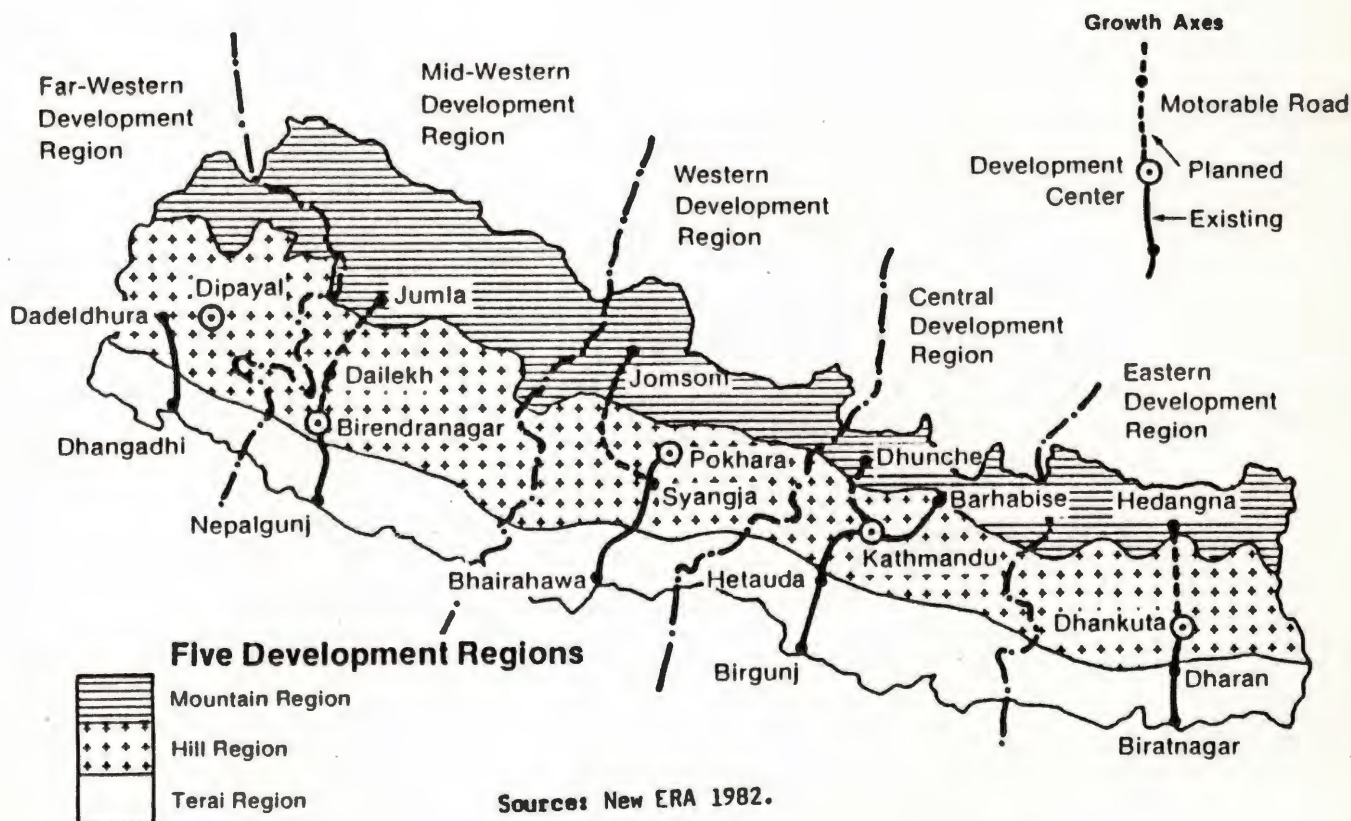 Growth Axes
Motorable Road
Development
Center
Planned
Existing
Far-Western
Development
Region
Mid-Western
Development
Region
Western
Development
Region
Central
Development
Region
Eastern
Development
Region
Dipayal
Jumla
Dadeldhura
Dailekh
Jomsom
Birendranagar
Dhangadhi
Pokhara
Dhunche
Syangja
Barhabise
Hedangna
Nepalgunj
Kathmandu
Bhairahawa
Hetauda
Dhankuta
Birgunj
Dharan
Biratnagar
Five Development Regions
Mountain Region
Hill Region
Terai Region
Source: New ERA 1982.